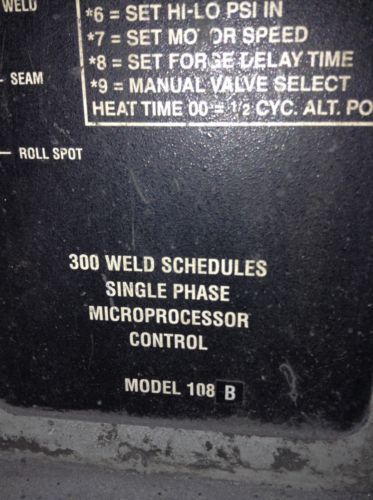 WELD
*6 = SET HI-LO PSI IN
*7 = SET MOTOR SPEED
*8 = SET FORGE DELAY TIME
SEAM
*9 = MANUAL VALVE SELECT
HEAT TIME 00 = 1/2 CYC. ALT. PO
ROLL SPOT
300 WELD SCHEDULES
SINGLE PHASE
MICROPROCESSOR
CONTROL
MODEL 108 B